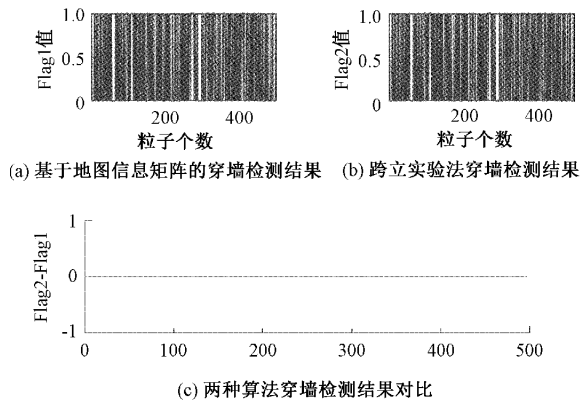 1.0
0.5
0
Flag1值
200
400
粒子个数
(a) 基于地图信息矩阵的穿墙检测结果
1.0
0.5
0
Flag2值
200
400
粒子个数
(b) 跨立实验法穿墙检测结果
1
0
-1
Flag2-Flag1
0
100
200
300
400
500
(c) 两种算法穿墙检测结果对比